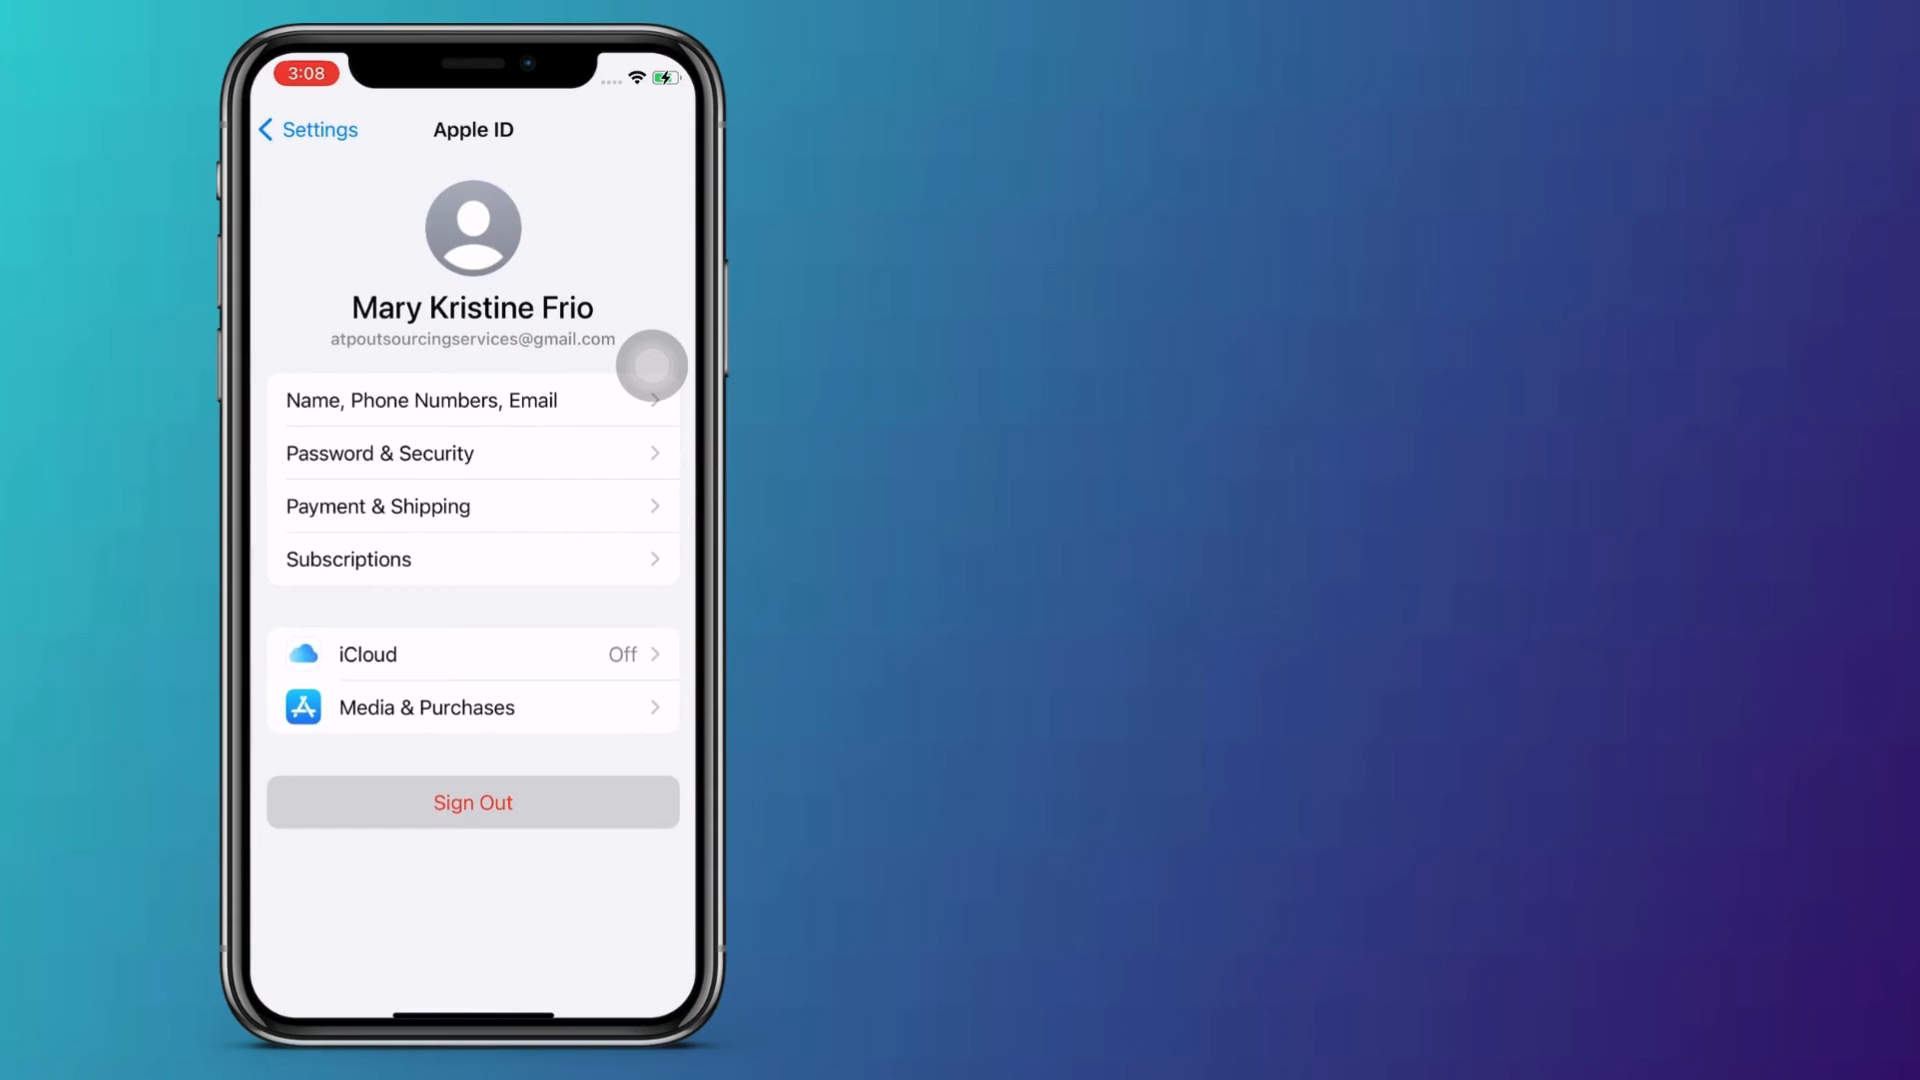 3:08
Settings
Apple ID
Mary Kristine Frio
atpoutsourcingservices@gmail.com
Name, Phone Numbers, Email
Password & Security
Payment & Shipping
Subscriptions
iCloud
Off
Media & Purchases
Sign Out